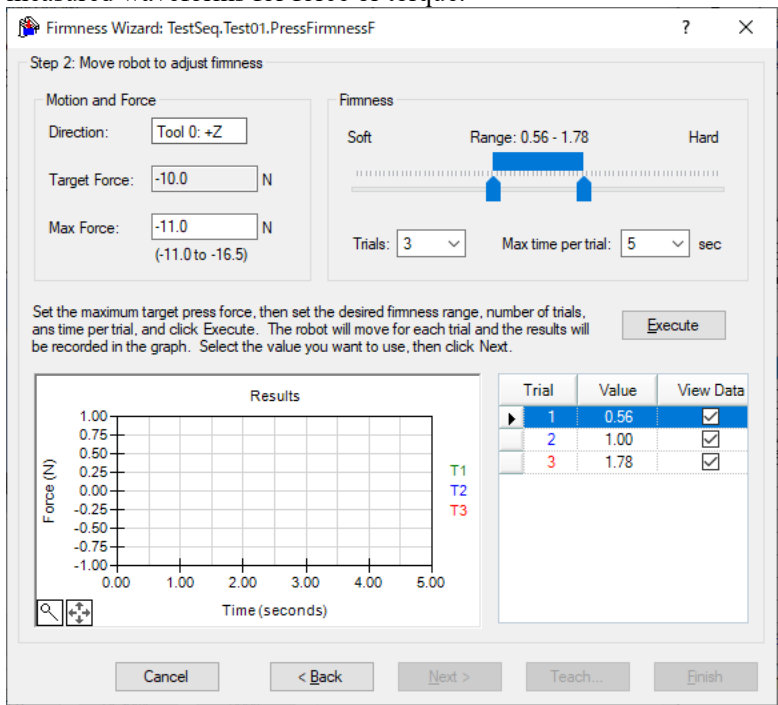 measured waveforms for force or torque.
Firmness Wizard: TestSeq.Test01.PressFirmnessF ? ×
Step 2: Move robot to adjust firmness
Motion and Force
Direction: Tool 0: +Z
Target Force: -10.0 N
Max Force: -11.0 N
(-11.0 to -16.5)
Firmness
Soft Range: 0.56 - 1.78 Hard
Trials: 3 Max time per trial: 5 sec
Set the maximum target press force, then set the desired firmness range, number of trials,
ans time per trial, and click Execute. The robot will move for each trial and the results will
be recorded in the graph. Select the value you want to use, then click Next.
Execute
Results
1.00
0.75
0.50
0.25
0.00
-0.25
-0.50
-0.75
-1.00
Force (N)
0.00 1.00 2.00 3.00 4.00 5.00
Time (seconds)
T1
T2
T3
Trial Value View Data
1 0.56
2 1.00
3 1.78
Cancel < Back Next > Teach... Finish